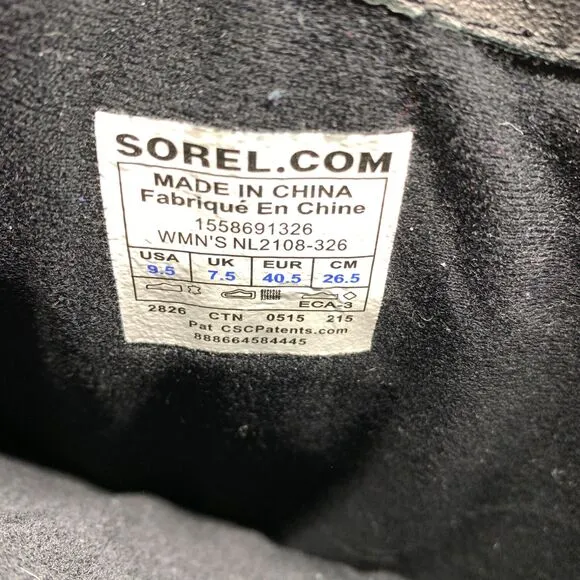 SOREL.COM
MADE IN CHINA
Fabriqué En Chine
1558691326
WMN'S NL2108-326
USA UK EUR CM
9.5 7.5 40.5 26.5
ECA-3
2826 CTN 0515 215
Pat CSCPatents.com
888664584445